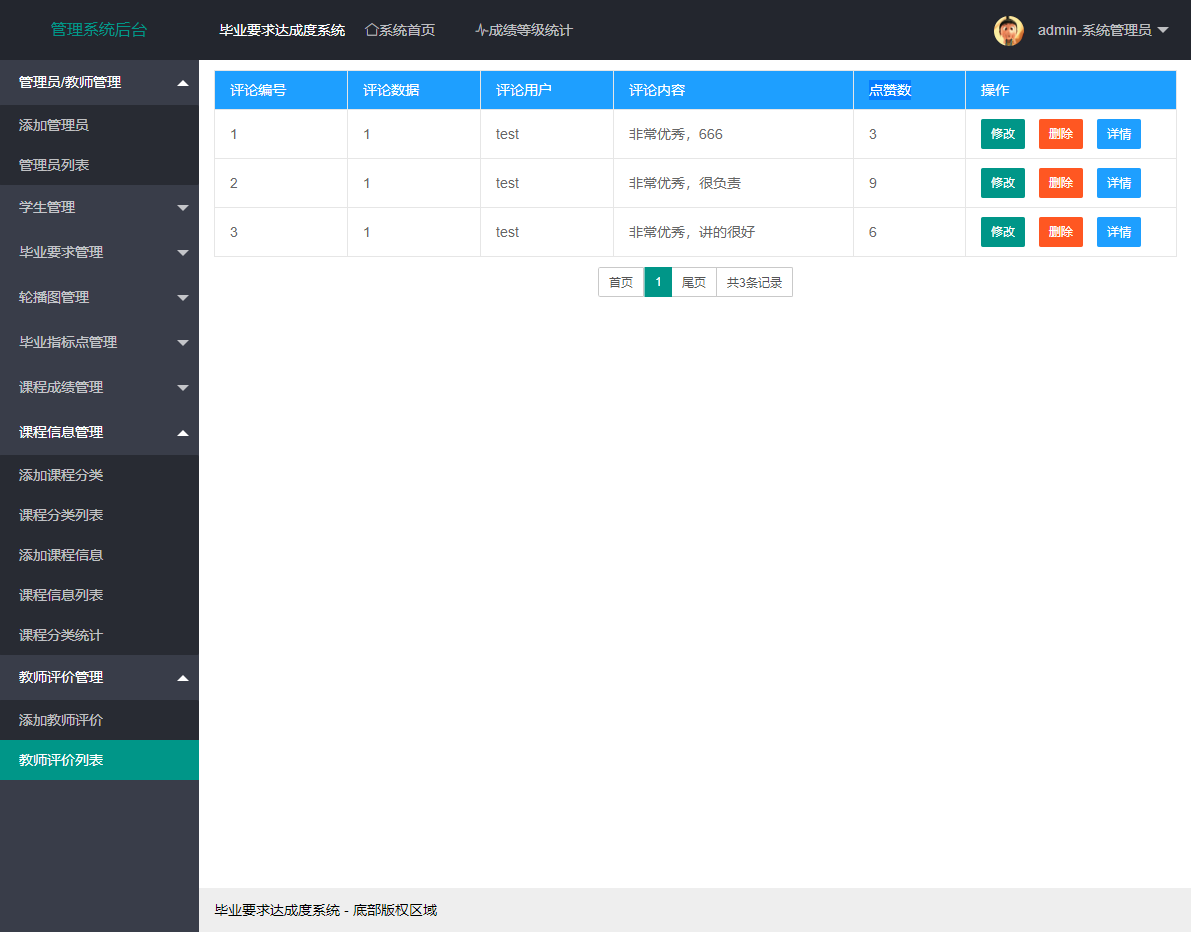 管理系统后台
毕业要求达成度系统 系统首页 成绩等级统计
admin-系统管理员
管理员/教师管理
添加管理员
管理员列表
学生管理
毕业要求管理
轮播图管理
毕业指标点管理
课程成绩管理
课程信息管理
添加课程分类
课程分类列表
添加课程信息
课程信息列表
课程分类统计
教师评价管理
添加教师评价
教师评价列表
评论编号 评论数据 评论用户 评论内容 点赞数 操作
1 1 test 非常优秀，666 3 修改 删除 详情
2 1 test 非常优秀，很负责 9 修改 删除 详情
3 1 test 非常优秀，讲的很好 6 修改 删除 详情
首页 1 尾页 共3条记录
毕业要求达成度系统 - 底部版权区域